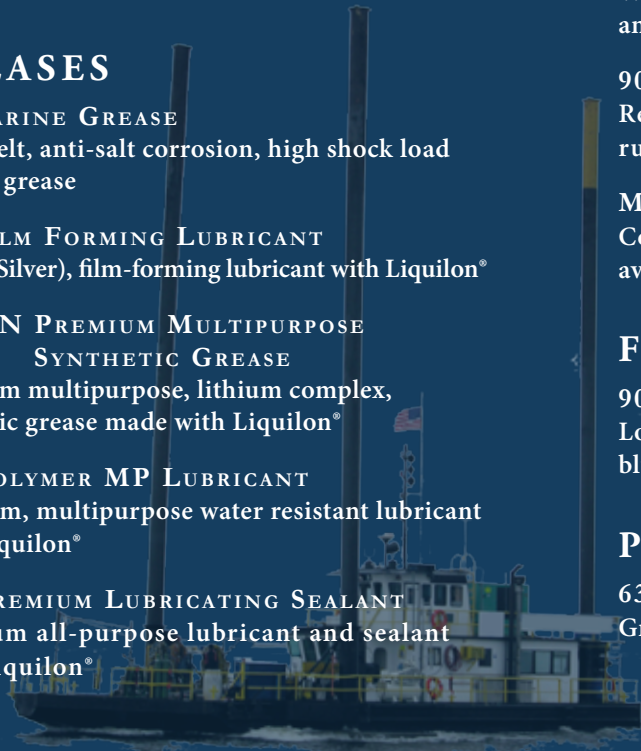 EASES
ARINE GREASE
elt, anti-salt corrosion, high shock load
grease
LM FORMING LUBRICANT
Silver), film-forming lubricant with Liquilon®
N PREMIUM MULTIPURPOSE
SYNTHETIC GREASE
m multipurpose, lithium complex,
ic grease made with Liquilon®
OLYMER MP LUBRICANT
m, multipurpose water resistant lubricant
quilon®
REMIUM LUBRICATING SEALANT
um all-purpose lubricant and sealant
iquilon®
an
90
Re
ru
M
Co
av
F
90
Lo
bl
P
63
Gr